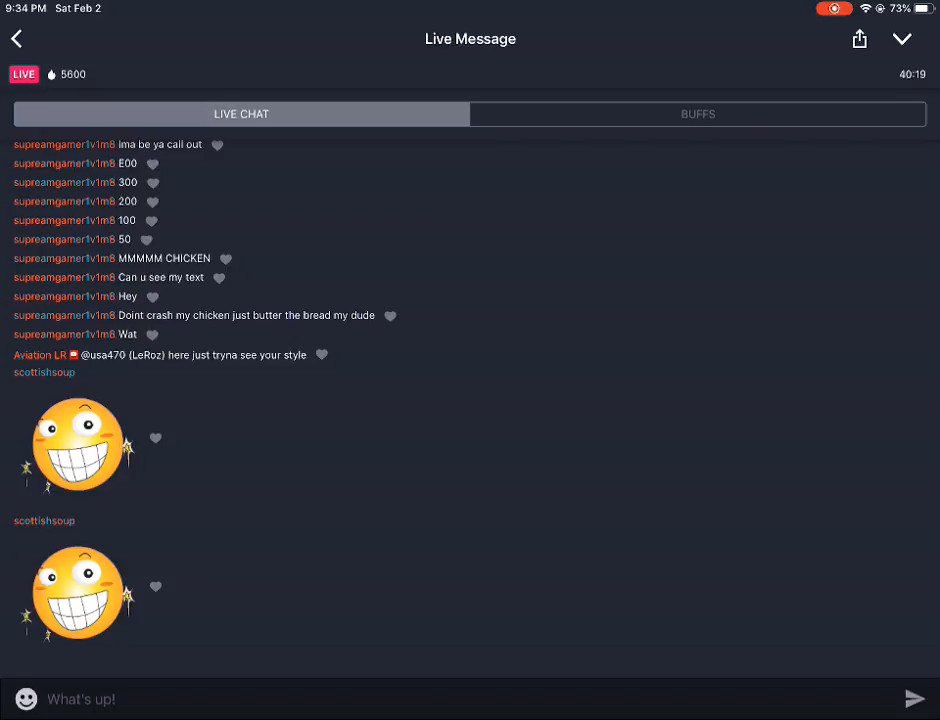 9:34 PM Sat Feb 2 73%
Live Message
LIVE 5600 40:19
LIVE CHAT BUFFS
supreamgamer1v1m8 Ima be ya call out
supreamgamer1v1m8 E00
supreamgamer1v1m8 300
supreamgamer1v1m8 200
supreamgamer1v1m8 100
supreamgamer1v1m8 50
supreamgamer1v1m8 MMMMM CHICKEN
supreamgamer1v1m8 Can u see my text
supreamgamer1v1m8 Hey
supreamgamer1v1m8 Doint crash my chicken just butter the bread my dude
supreamgamer1v1m8 Wat
Aviation LR @usa470 (LeRoz) here just tryna see your style
scottishsoup
scottishsoup
What's up!